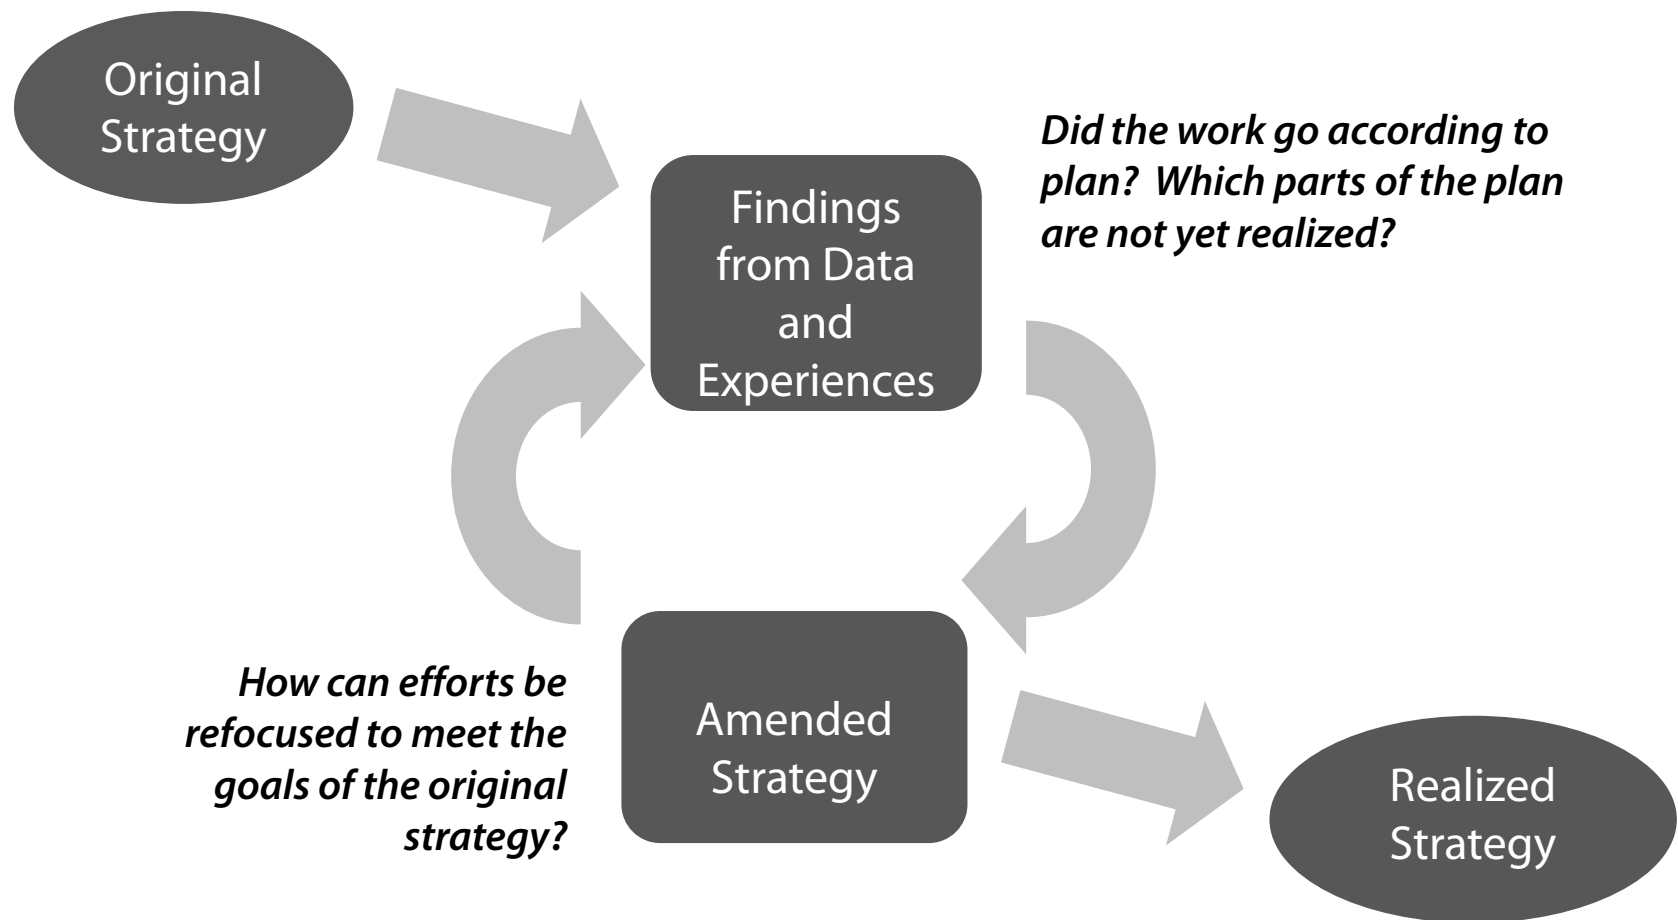 Original
Strategy
Did the work go according to
plan?  Which parts of the plan
are not yet realized?
Findings
from Data
and
Experiences
How can efforts be
refocused to meet the
goals of the original
strategy?
Amended
Strategy
Realized
Strategy